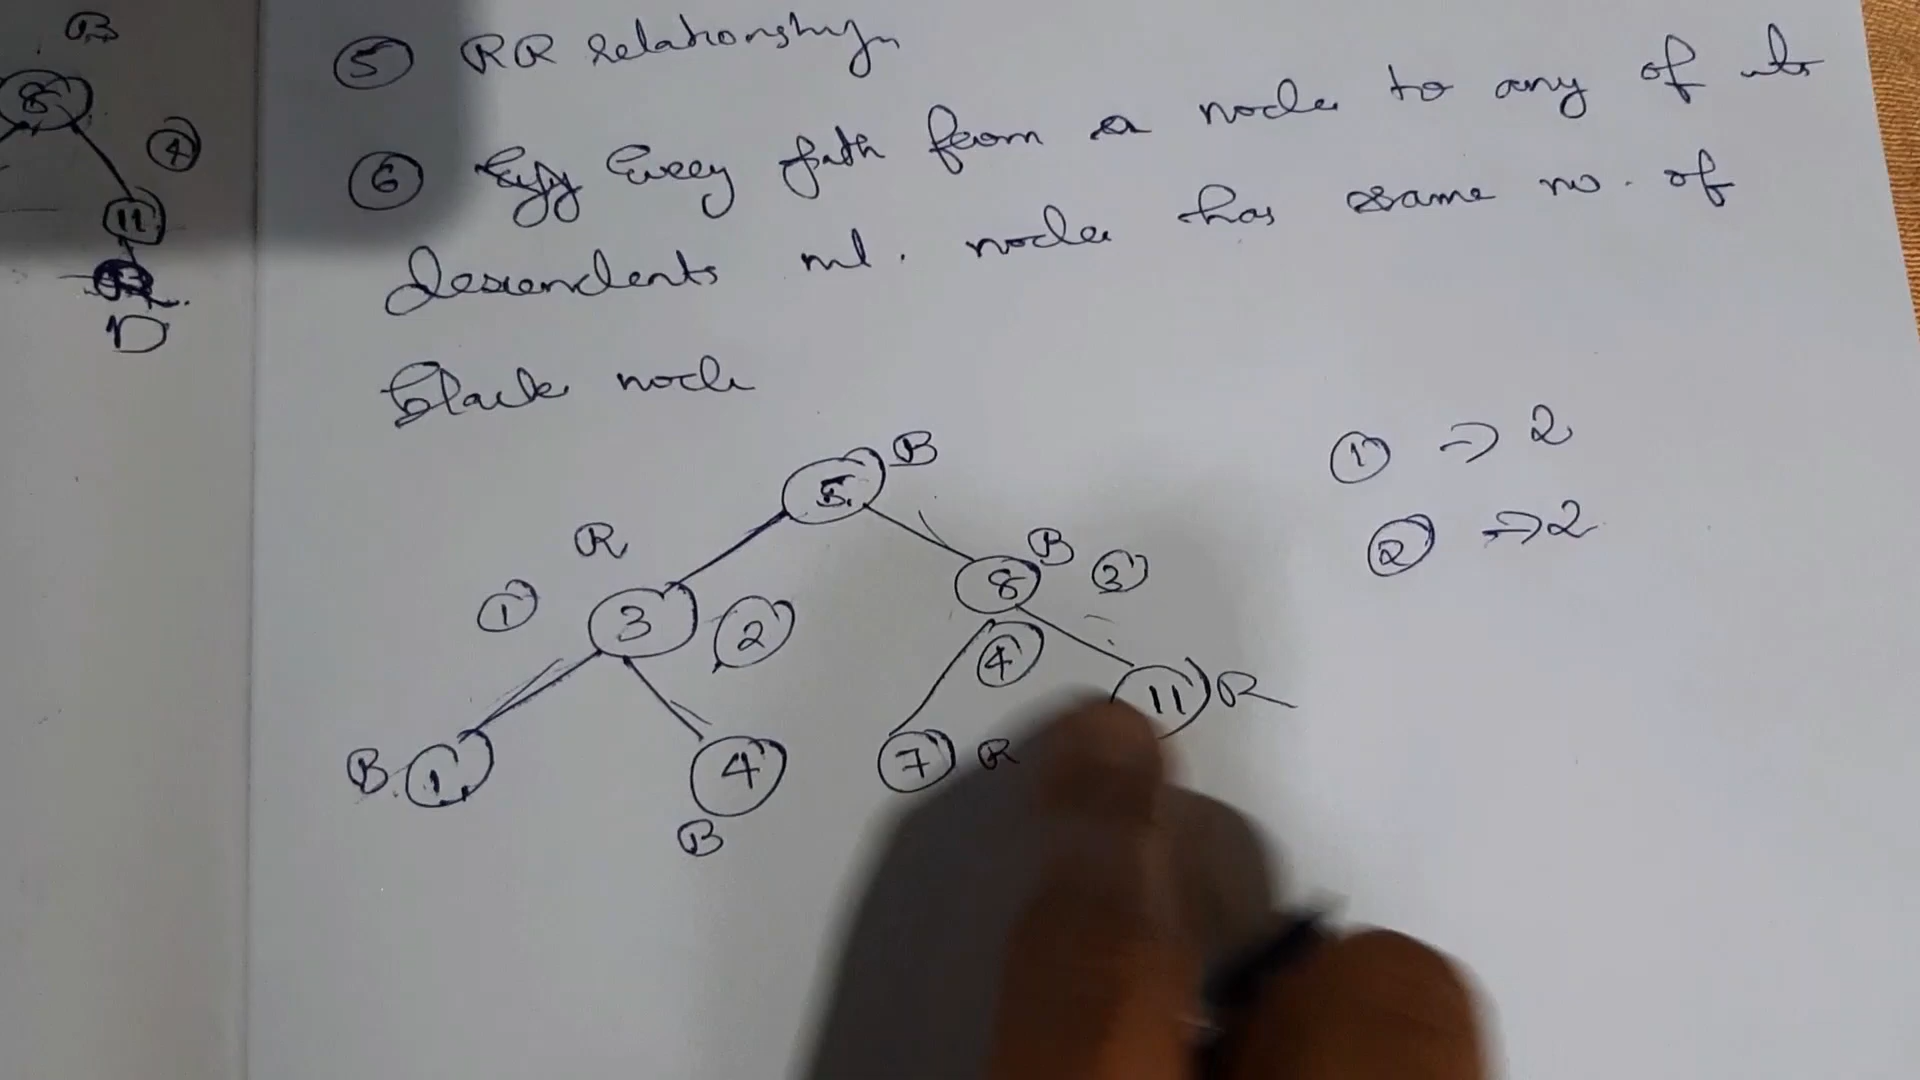 B
8
4
11
D
5 RR relationship
6 Every path from a node to any of its
descendents nul. node has same no. of
black node
5 B
R
1 3 2
8 B 3
4
11 R
B 1
4
B
7 R
1 => 2
2 => 2